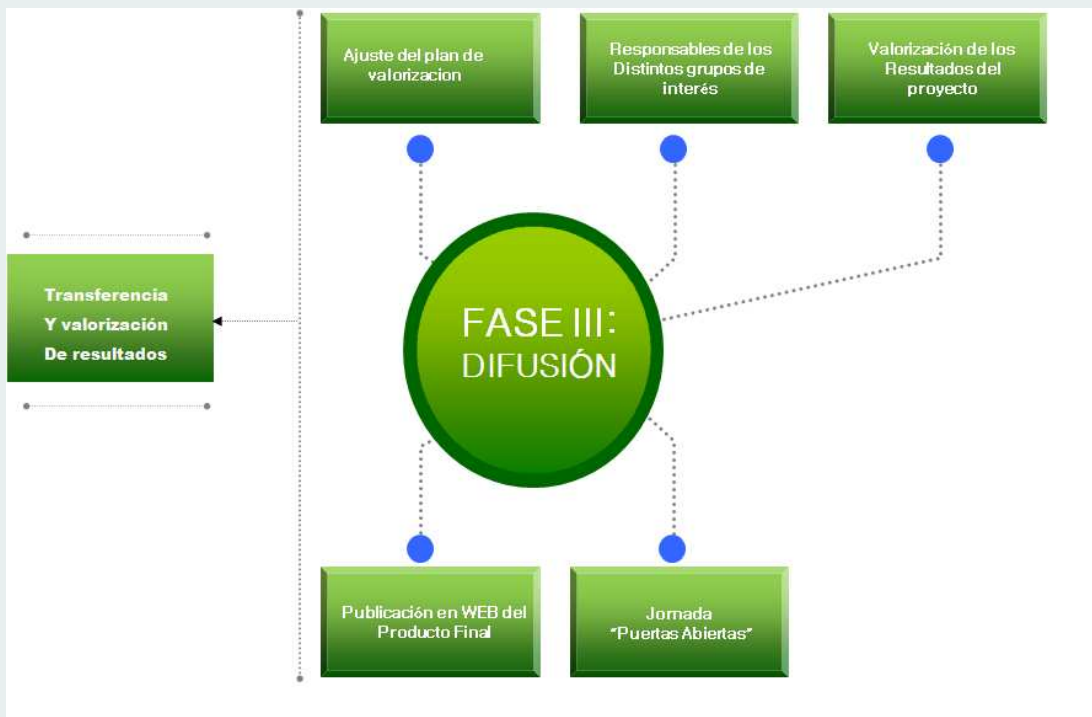 Ajuste del plan de
valorizacion
Responsables de los
Distintos grupos de
interés
Valorización de los
Resultados del
proyecto
Transferencia
Y valorización
De resultados
FASE III:
DIFUSIÓN
Publicación en WEB del
Producto Final
Jornada
"Puertas Abiertas"